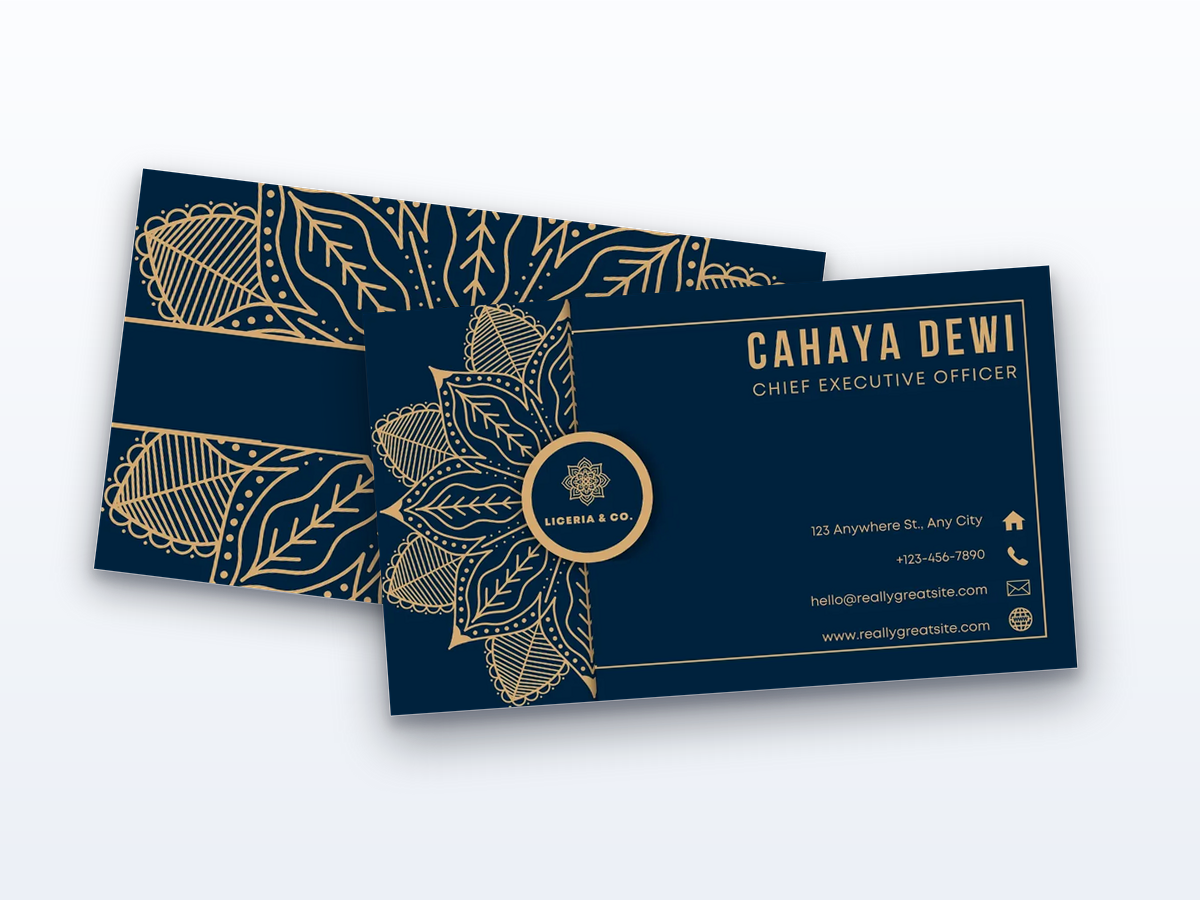 CAHAYA DEWI
CHIEF EXECUTIVE OFFICER
LICERIA & CO.
123 Anywhere St., Any City
+123-456-7890
hello@reallygreatsite.com
www.reallygreatsite.com